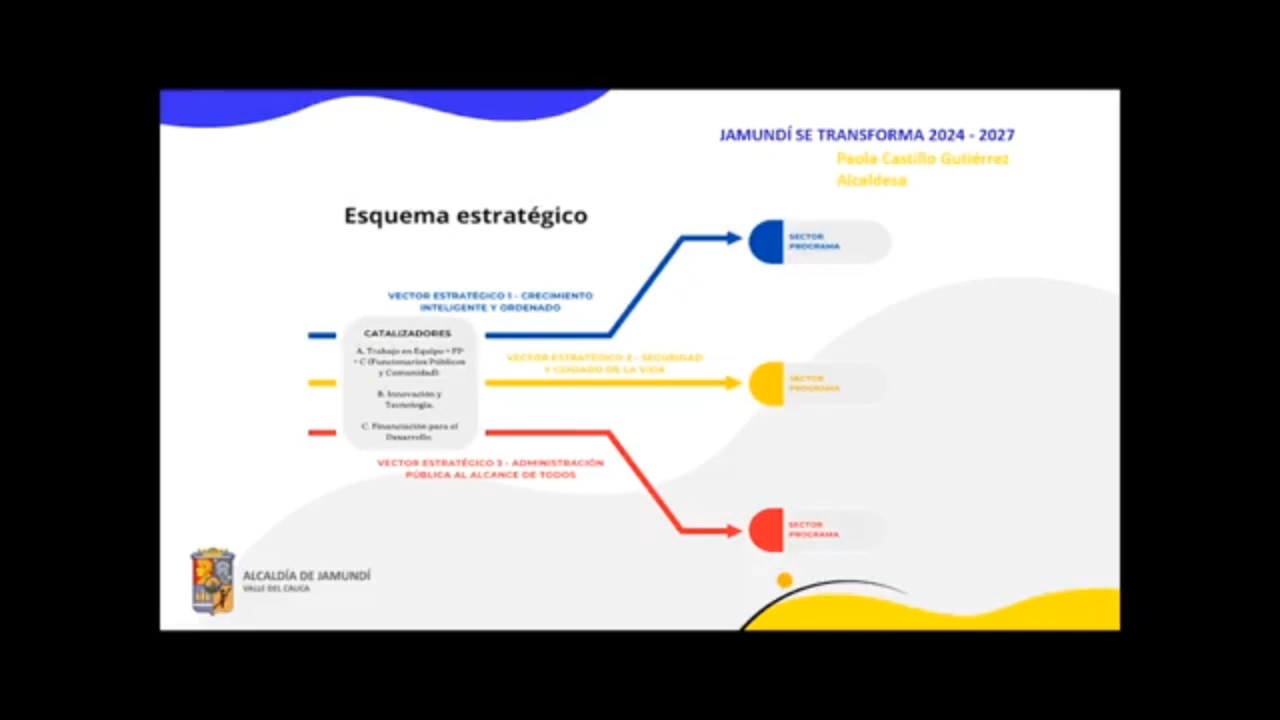 JAMUNDÍ SE TRANSFORMA 2024 - 2027
Paola Castillo Gutiérrez
Alcaldesa
Esquema estratégico
SECTOR
PROGRAMA
VECTOR ESTRATÉGICO 1 - CRECIMIENTO
INTELIGENTE Y ORDENADO
CATALIZADORES
A. Trabajo en Equipo = FP
+ C (Funcionarios Públicos
y Comunidad).
B. Innovación y
Tecnología.
C. Financiación para el
Desarrollo.
VECTOR ESTRATÉGICO 2 - SEGURIDAD
Y CUIDADO DE LA VIDA
SECTOR
PROGRAMA
VECTOR ESTRATÉGICO 3 - ADMINISTRACIÓN
PÚBLICA AL ALCANCE DE TODOS
SECTOR
PROGRAMA
ALCALDÍA DE JAMUNDÍ
VALLE DEL CAUCA